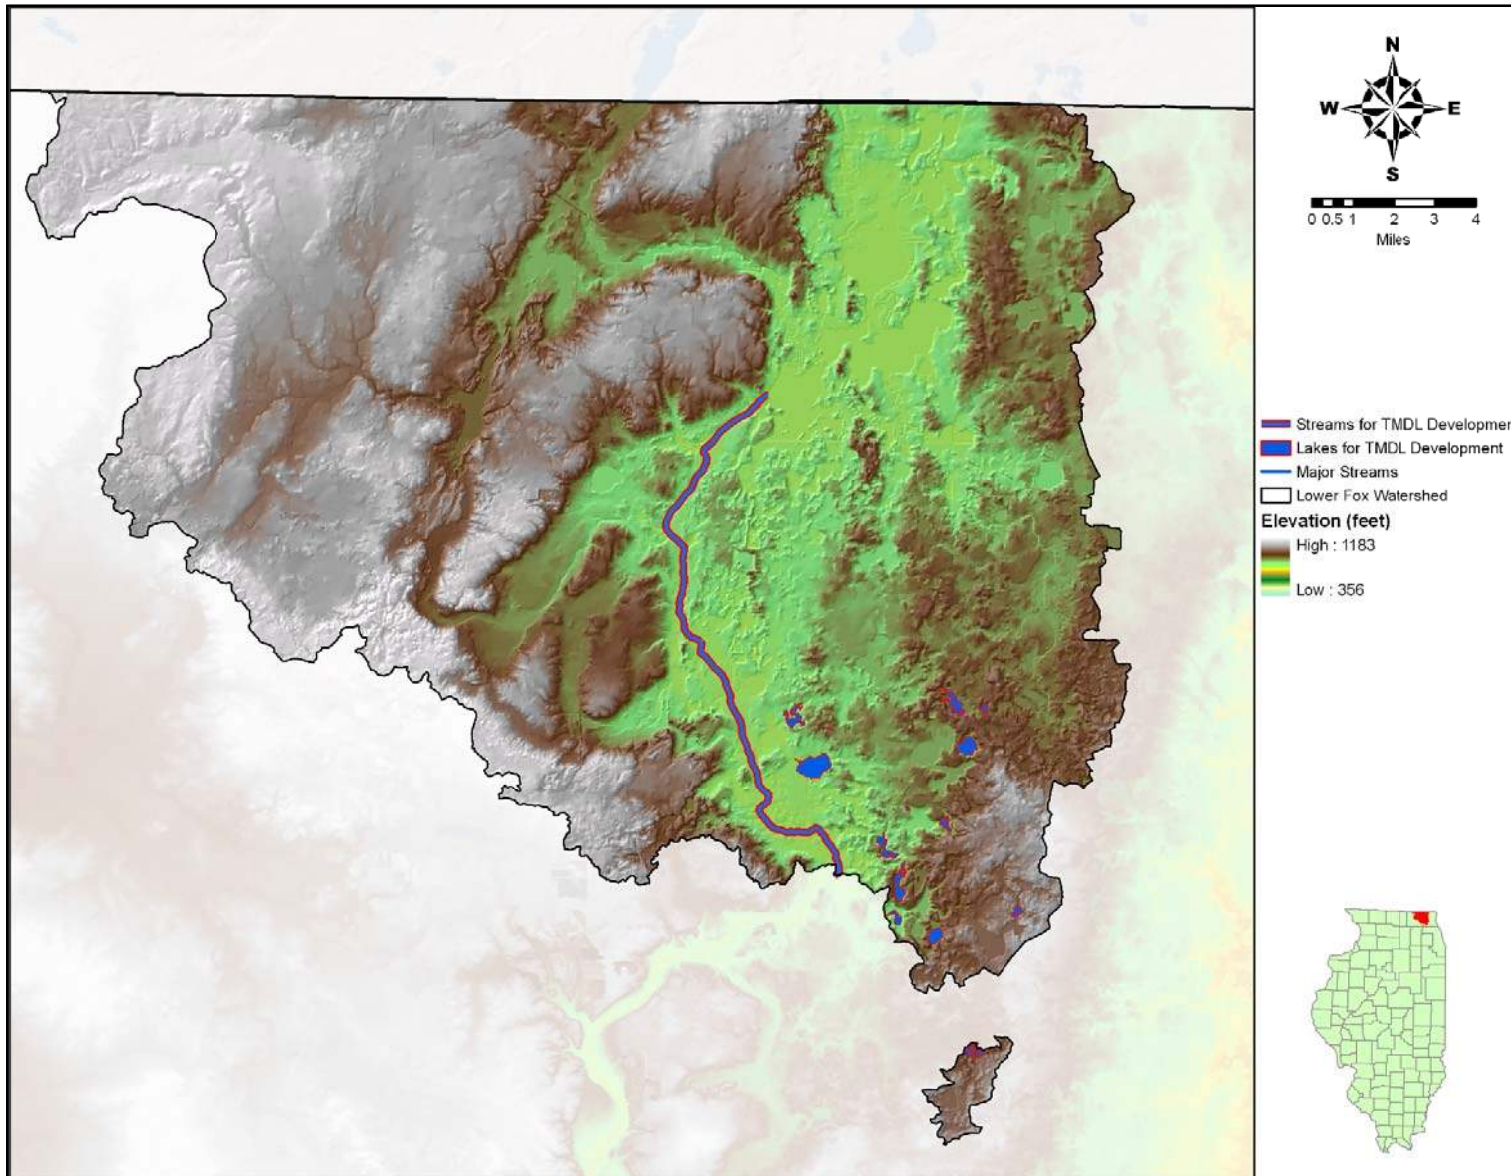 N
W E
S
0 0.5 1 2 3 4
Miles
Streams for TMDL Developmen
Lakes for TMDL Development
Major Streams
Lower Fox Watershed
Elevation (feet)
High : 1183
Low : 356